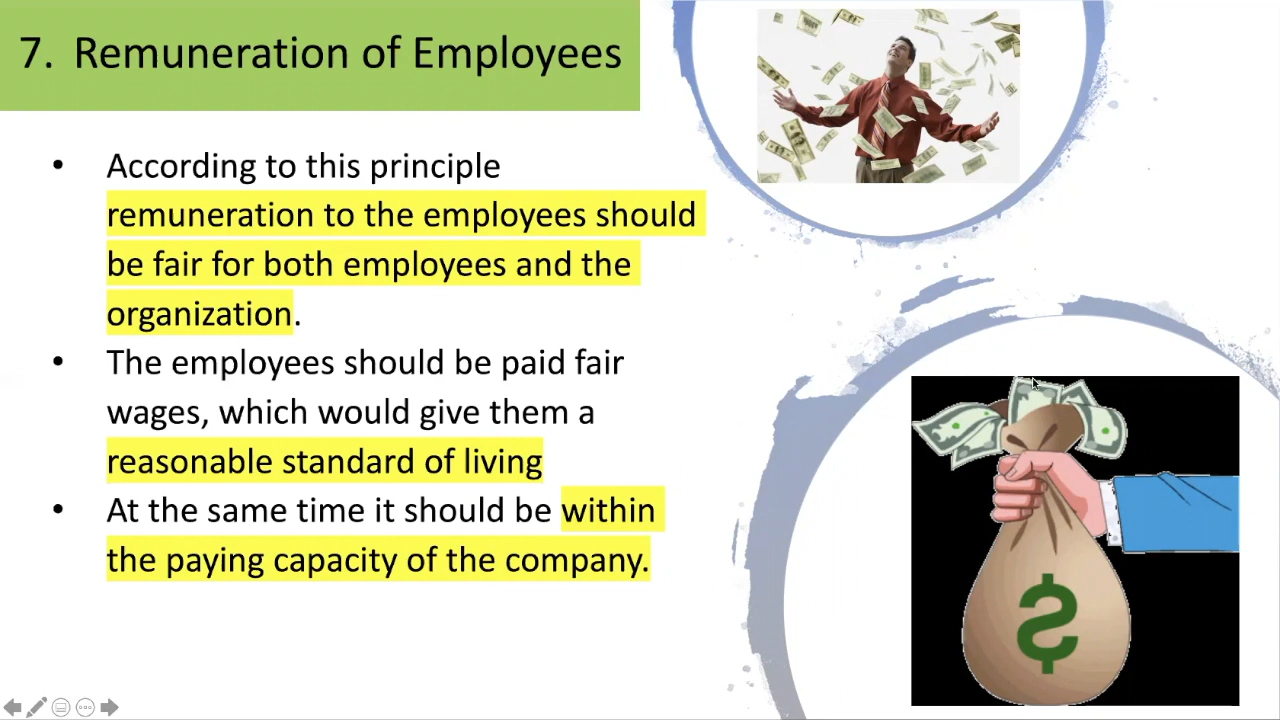 7. Remuneration of Employees
• According to this principle
remuneration to the employees should
be fair for both employees and the
organization.
• The employees should be paid fair
wages, which would give them a
reasonable standard of living
• At the same time it should be within
the paying capacity of the company.
$